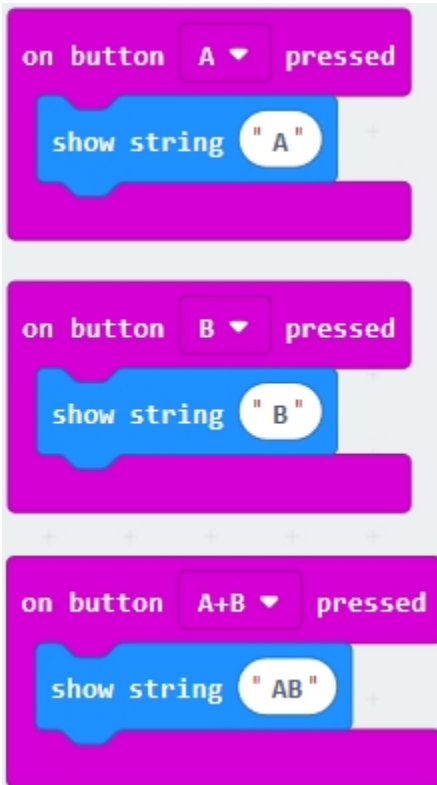 on button A pressed
show string "A"
on button B pressed
show string "B"
on button A+B pressed
show string "AB"